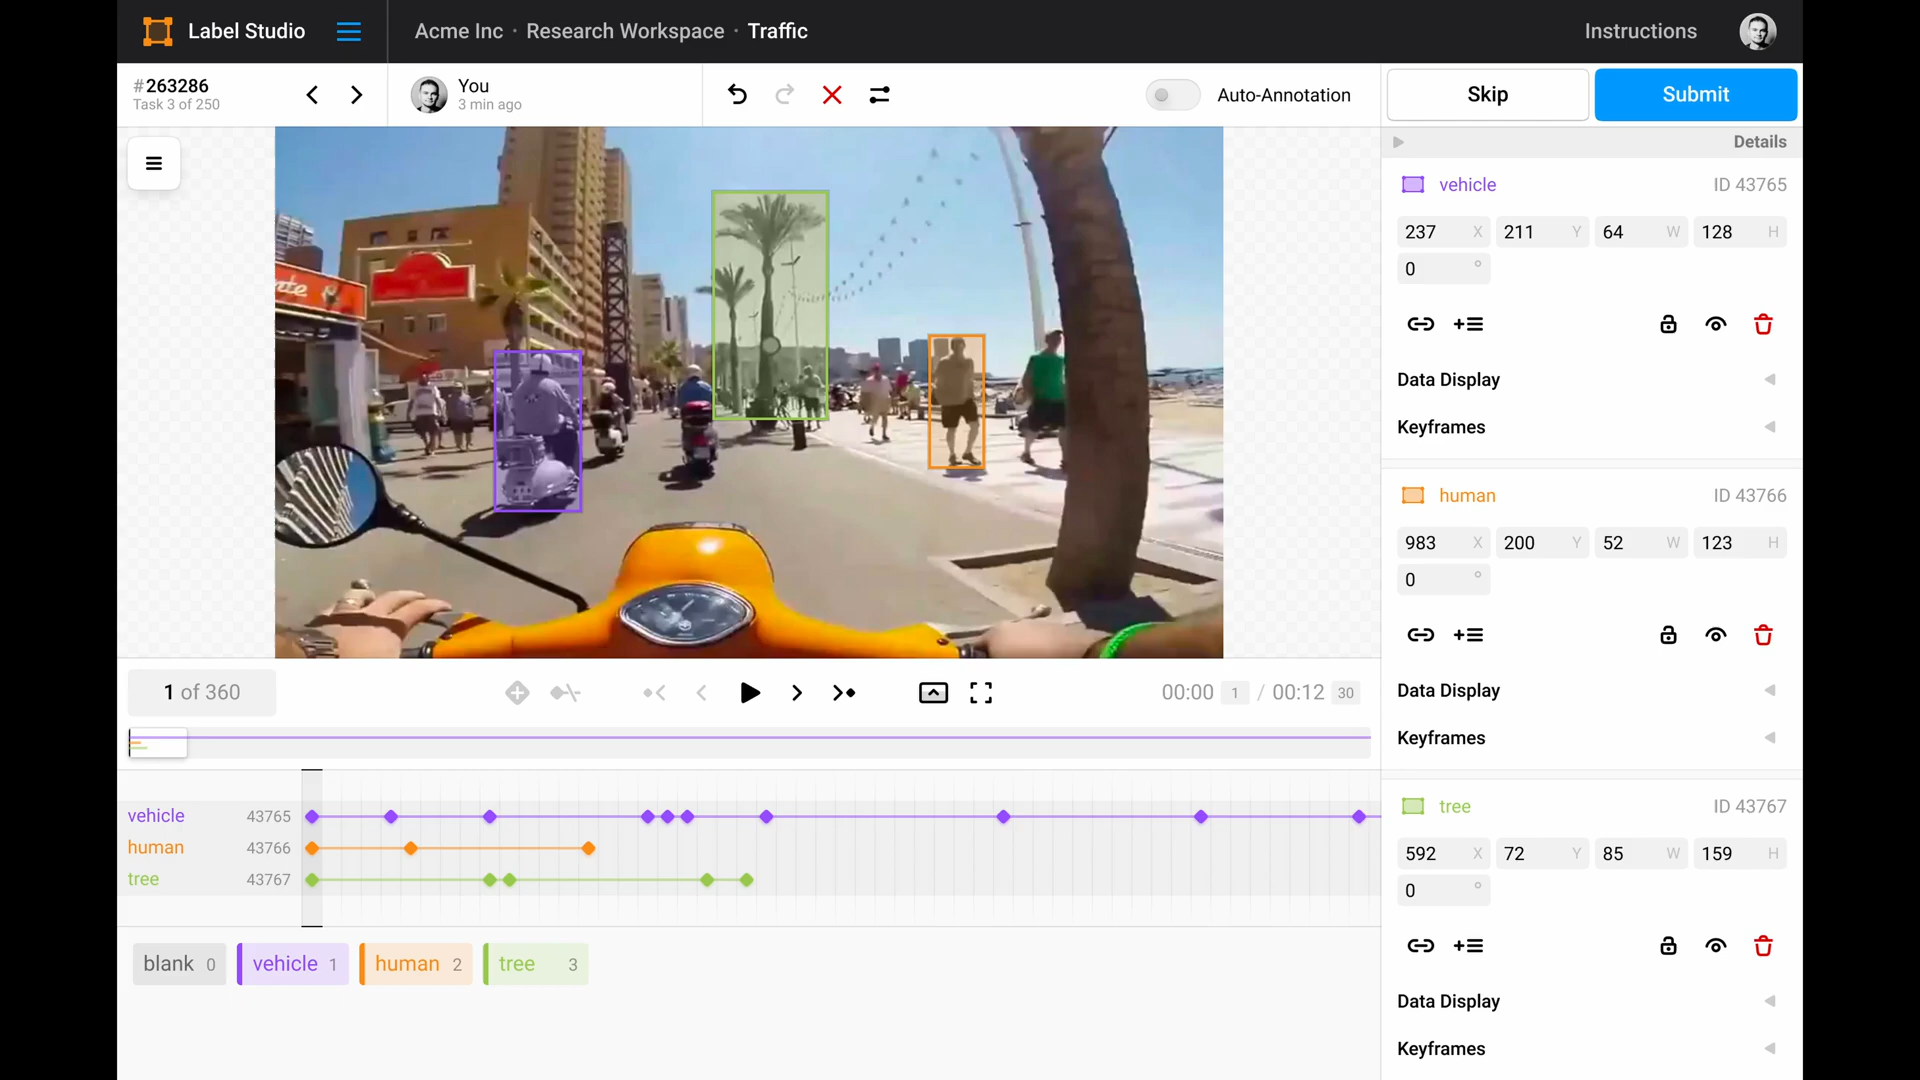 Label Studio
Acme Inc · Research Workspace · Traffic
Instructions
#263286
Task 3 of 250
You
3 min ago
Auto-Annotation
Skip
Submit
Details
vehicle ID 43765
237 X 211 Y 64 W 128 H
0 °
Data Display
Keyframes
human ID 43766
983 X 200 Y 52 W 123 H
0 °
Data Display
Keyframes
tree ID 43767
592 X 72 Y 85 W 159 H
0 °
Data Display
Keyframes
1 of 360
00:00 1 / 00:12 30
vehicle 43765
human 43766
tree 43767
blank 0 vehicle 1 human 2 tree 3